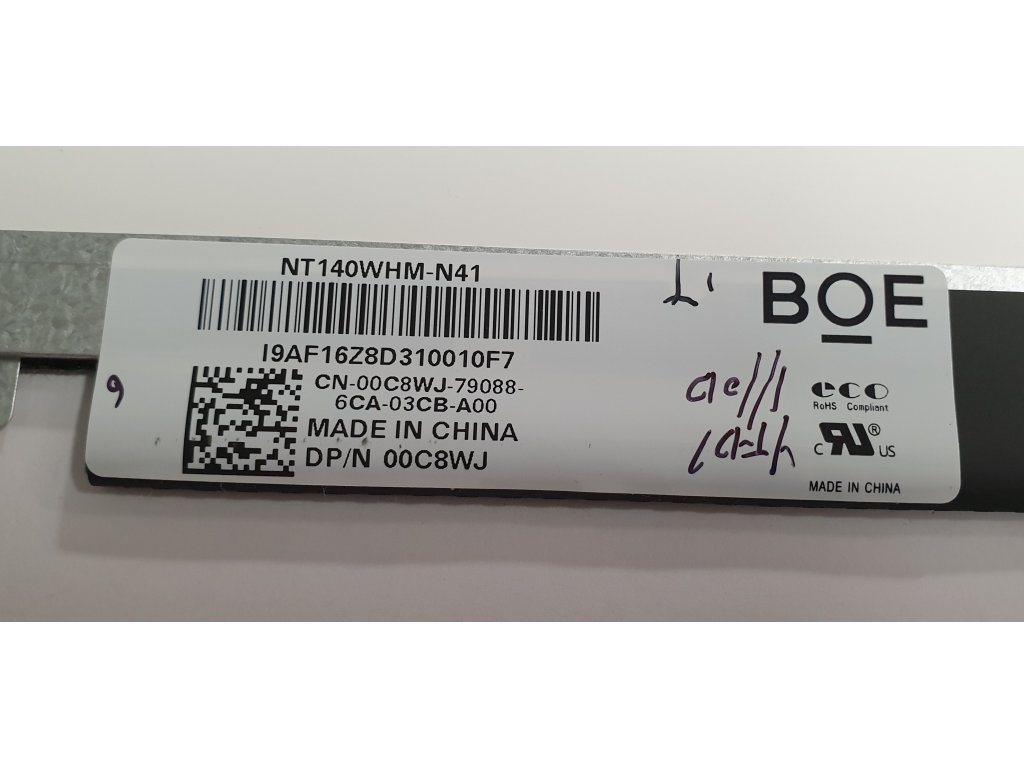 NT140WHM-N41
I9AF16Z8D310010F7
CN-00C8WJ-79088-
6CA-03CB-A00
MADE IN CHINA
DP/N 00C8WJ
BOE
eco
RoHS Compliant
c RU® US
MADE IN CHINA